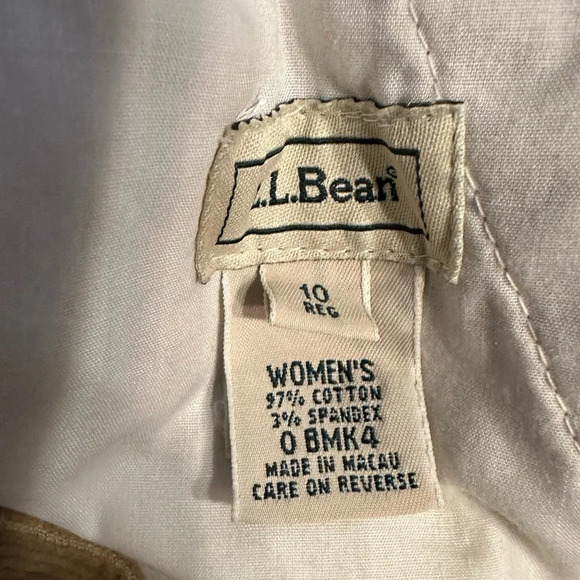 L.L.Bean®
10
REG
WOMEN'S
97% COTTON
3% SPANDEX
0 BMK4
MADE IN MACAU
CARE ON REVERSE